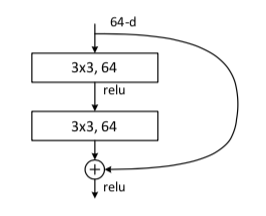 64-d
3x3, 64
relu
3x3, 64
+
relu